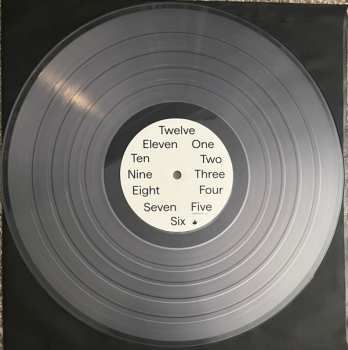 Twelve
Eleven One
Ten Two
Nine Three
Eight Four
Seven Five
Six